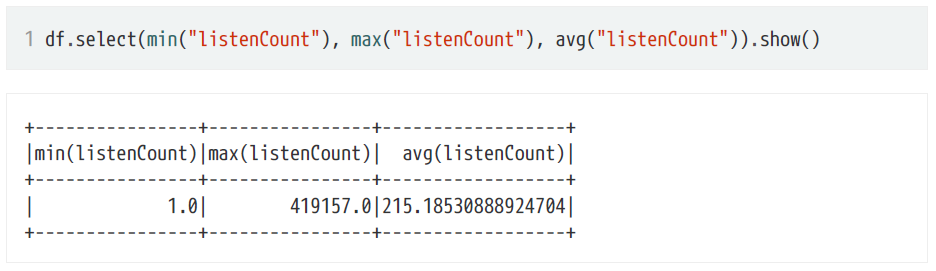 1 df.select(min("listenCount"), max("listenCount"), avg("listenCount")).show()
+----------------+----------------+------------------+
|min(listenCount)|max(listenCount)|  avg(listenCount)|
+----------------+----------------+------------------+
|             1.0|        419157.0|215.18530888924704|
+----------------+----------------+------------------+